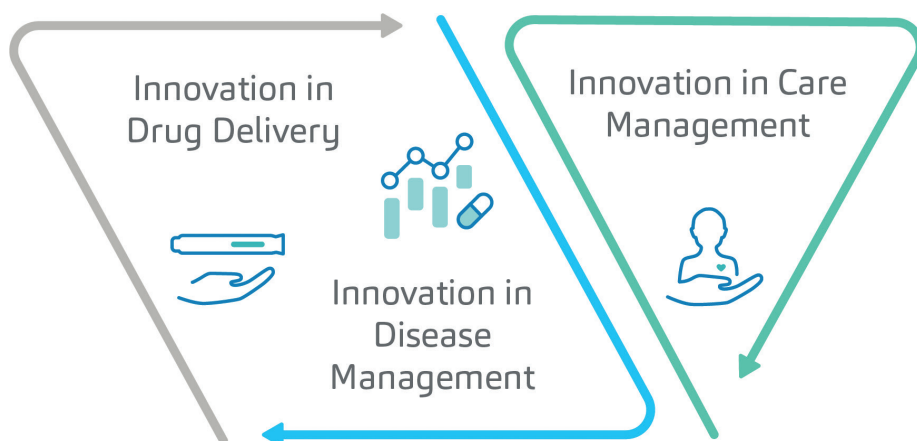 Innovation in
Drug Delivery
Innovation in
Disease
Management
Innovation in Care
Management